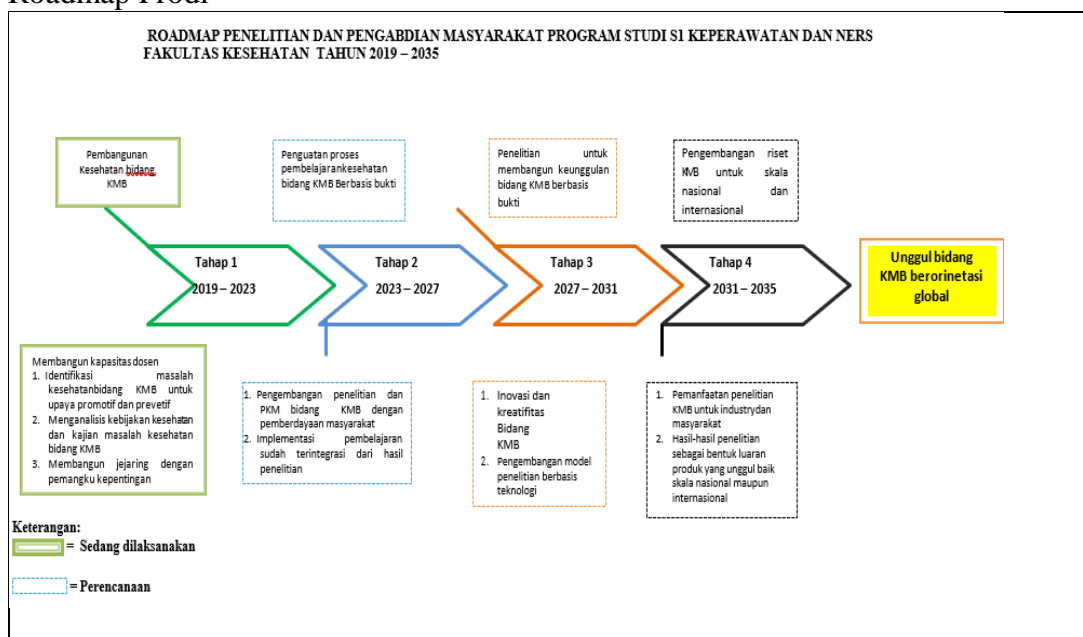 Roadmap Prodi
ROADMAP PENELITIAN DAN PENGABDIAN MASYARAKAT PROGRAM STUDI S1 KEPERAWATAN DAN NERS
FAKULTAS KESEHATAN TAHUN 2019 – 2035
Pembangunan
Kesehatan bidang
KMB
Penguatan proses
pembelajarankesehatan
bidang KMB Berbasis bukti
Penelitian untuk
membangun keunggulan
bidang KMB berbasis
bukti
Pengembangan riset
KMB untuk skala
nasional dan
internasional
Tahap 1
2019 – 2023
Tahap 2
2023 – 2027
Tahap 3
2027 – 2031
Tahap 4
2031 – 2035
Unggul bidang
KMB berorinetasi
global
Membangun kapasitas dosen
1. Identifikasi masalah
kesehatanbidang KMB untuk
upaya promotif dan prevetif
2. Menganalisis kebijakan kesehatan
dan kajian masalah kesehatan
bidang KMB
3. Membangun jejaring dengan
pemangku kepentingan
1. Pengembangan penelitian dan
PKM bidang KMB dengan
pemberdayaan masyarakat
2. Implementasi pembelajaran
sudah terintegrasi dari hasil
penelitian
1. Inovasi dan
kreatifitas
Bidang
KMB
2. Pengembangan model
penelitian berbasis
teknologi
1. Pemanfaatan penelitian
KMB untuk industrydan
masyarakat
2. Hasil-hasil penelitian
sebagai bentuk luaran
produk yang unggul baik
skala nasional maupun
internasional
Keterangan:
= Sedang dilaksanakan
= Perencanaan